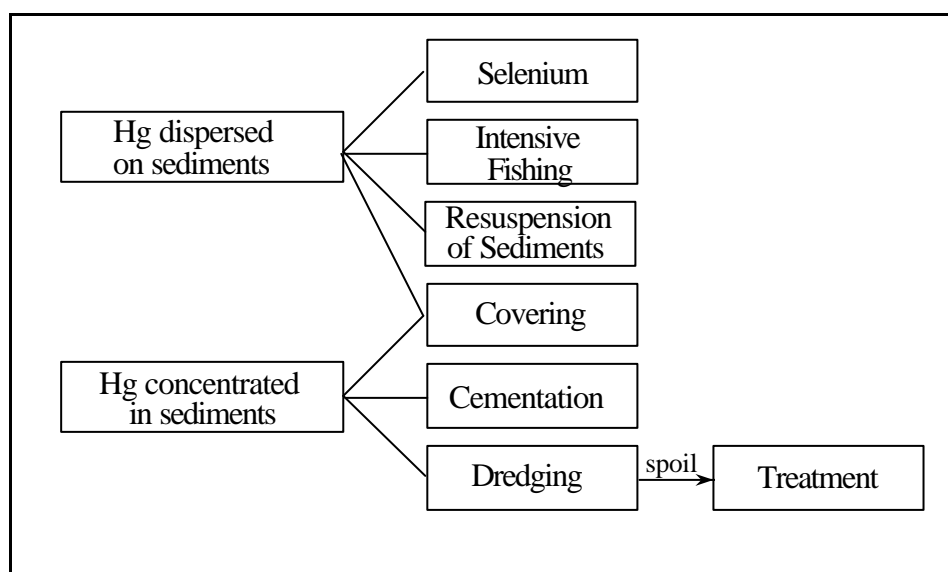 Selenium
Hg dispersed
on sediments
Intensive
Fishing
Resuspension
of Sediments
Covering
Hg concentrated
in sediments
Cementation
Dredging
spoil
Treatment